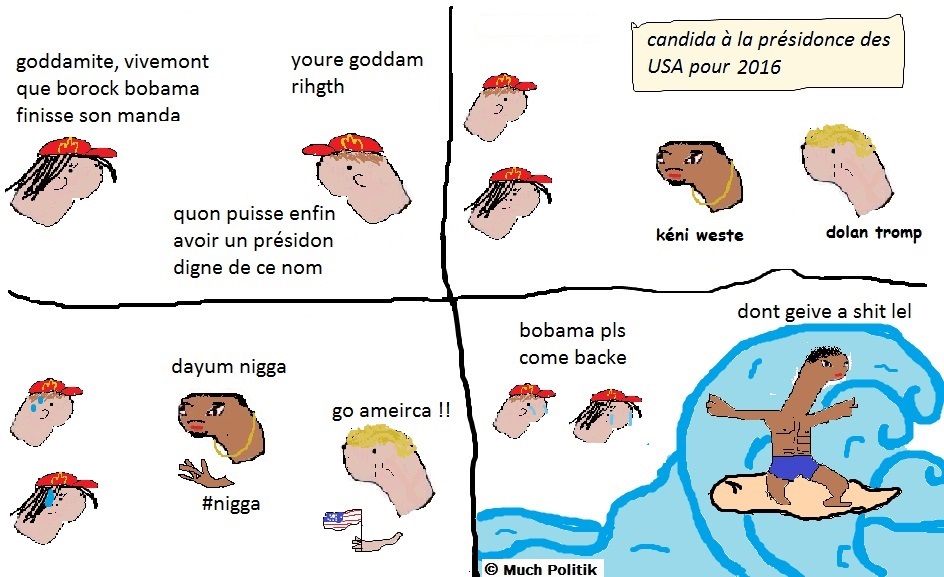 goddamite, vivemont
que borock bobama
finisse son manda
youre goddam
rihgth
quon puisse enfin
avoir un présidon
digne de ce nom
candida à la présidonce des
USA pour 2016
kéni weste
dolan tromp
dayum nigga
#nigga
go ameirca !!
bobama pls
come backe
dont geive a shit lel
© Much Politik